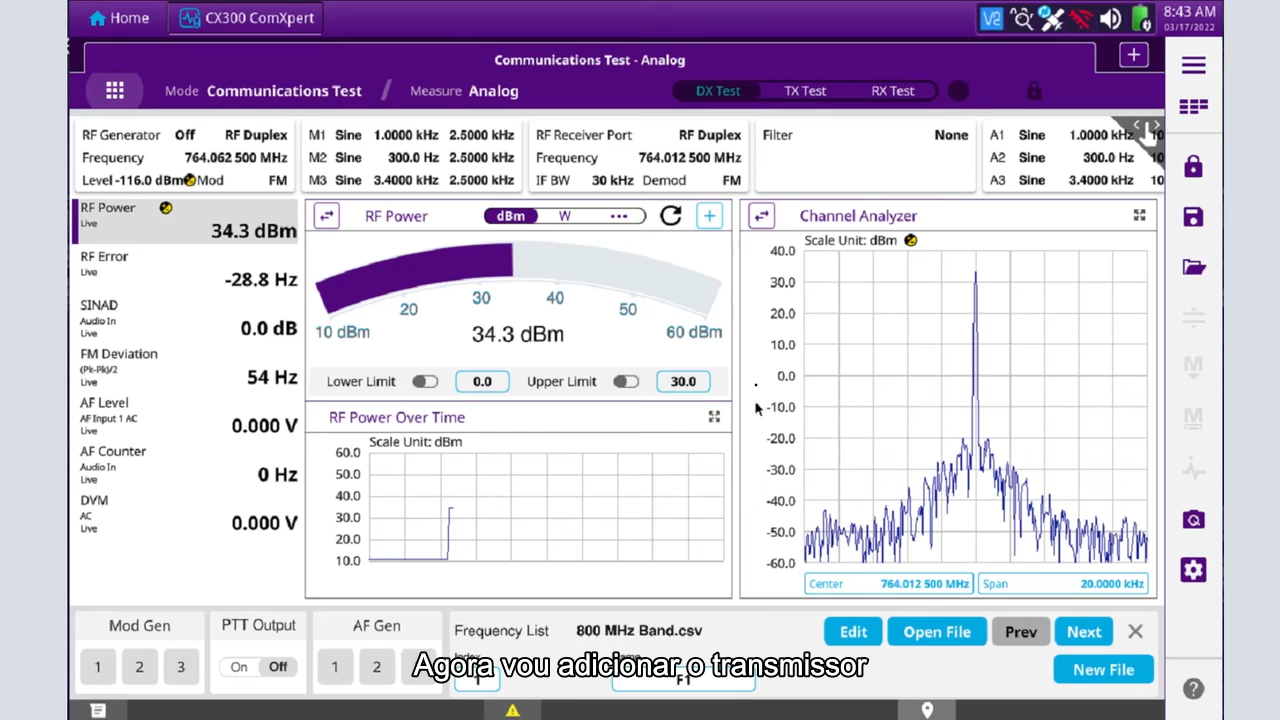 Home
CX300 ComXpert
V2
8:43 AM
03/17/2022
Communications Test - Analog
Mode Communications Test / Measure Analog
DX Test TX Test RX Test
RF Generator Off RF Duplex
Frequency 764.062 500 MHz
Level -116.0 dBm Mod FM
M1 Sine 1.0000 kHz 2.5000 kHz
M2 Sine 300.0 Hz 2.5000 kHz
M3 Sine 3.4000 kHz 2.5000 kHz
RF Receiver Port RF Duplex
Frequency 764.012 500 MHz
IF BW 30 kHz Demod FM
Filter None
A1 Sine 1.0000 kHz 10
A2 Sine 300.0 Hz
A3 Sine 3.4000 kHz 10
RF Power
Live
34.3 dBm
RF Error
Live
-28.8 Hz
SINAD
Audio In
Live
0.0 dB
FM Deviation
(Pk-Pk)/2
Live
54 Hz
AF Level
AF Input 1 AC
Live
0.000 V
AF Counter
Audio In
Live
0 Hz
DVM
AC
Live
0.000 V
RF Power dBm W •••
10 dBm 20 30 40 50 60 dBm
34.3 dBm
Lower Limit 0.0 Upper Limit 30.0
RF Power Over Time
Scale Unit: dBm
60.0
50.0
40.0
30.0
20.0
10.0
Channel Analyzer
Scale Unit: dBm
40.0
30.0
20.0
10.0
0.0
-10.0
-20.0
-30.0
-40.0
-50.0
-60.0
Center 764.012 500 MHz
Span 20.0000 kHz
M
M
Mod Gen
1 2 3
PTT Output
On Off
AF Gen
1 2
Frequency List 800 MHz Band.csv
Edit Open File Prev Next
New File
Index
1
F1
Agora vou adicionar o transmissor